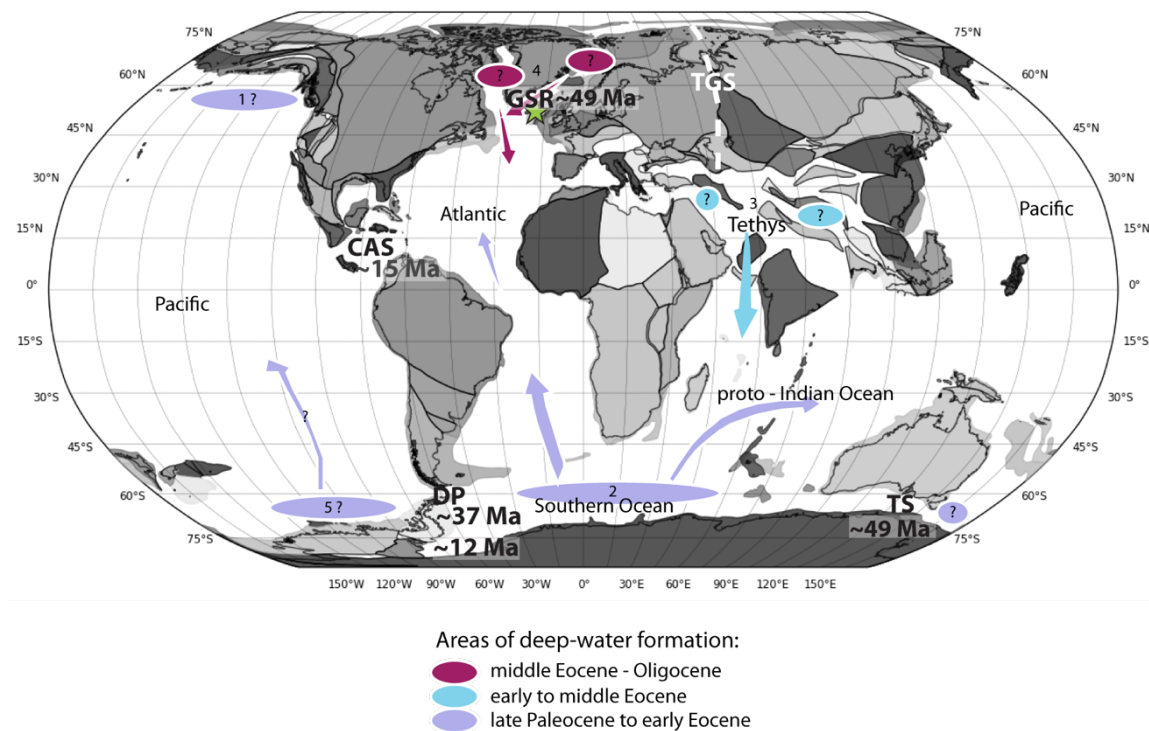 75°N
75°N
60°N
60°N
45°N
45°N
30°N
30°N
15°N
15°N
0°
0°
15°S
15°S
30°S
30°S
45°S
45°S
60°S
60°S
75°S
75°S
1 ?
?
4
?
TGS
GSR ~49 Ma
Atlantic
?
3
Tethys
?
Pacific
CAS
~15 Ma
Pacific
?
proto - Indian Ocean
5 ?
DP
~37 Ma
~12 Ma
2
Southern Ocean
TS
~49 Ma
?
150°W 120°W 90°W 60°W 30°W 0° 30°E 60°E 90°E 120°E 150°E
Areas of deep-water formation:
middle Eocene - Oligocene
early to middle Eocene
late Paleocene to early Eocene